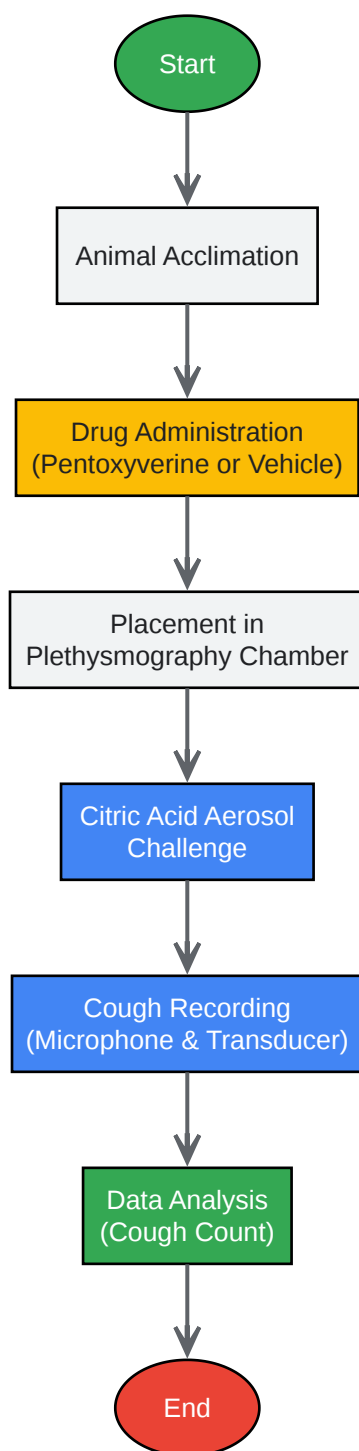 Start
Animal Acclimation
Drug Administration
(Pentoxyverine or Vehicle)
Placement in
Plethysmography Chamber
Citric Acid Aerosol
Challenge
Cough Recording
(Microphone & Transducer)
Data Analysis
(Cough Count)
End